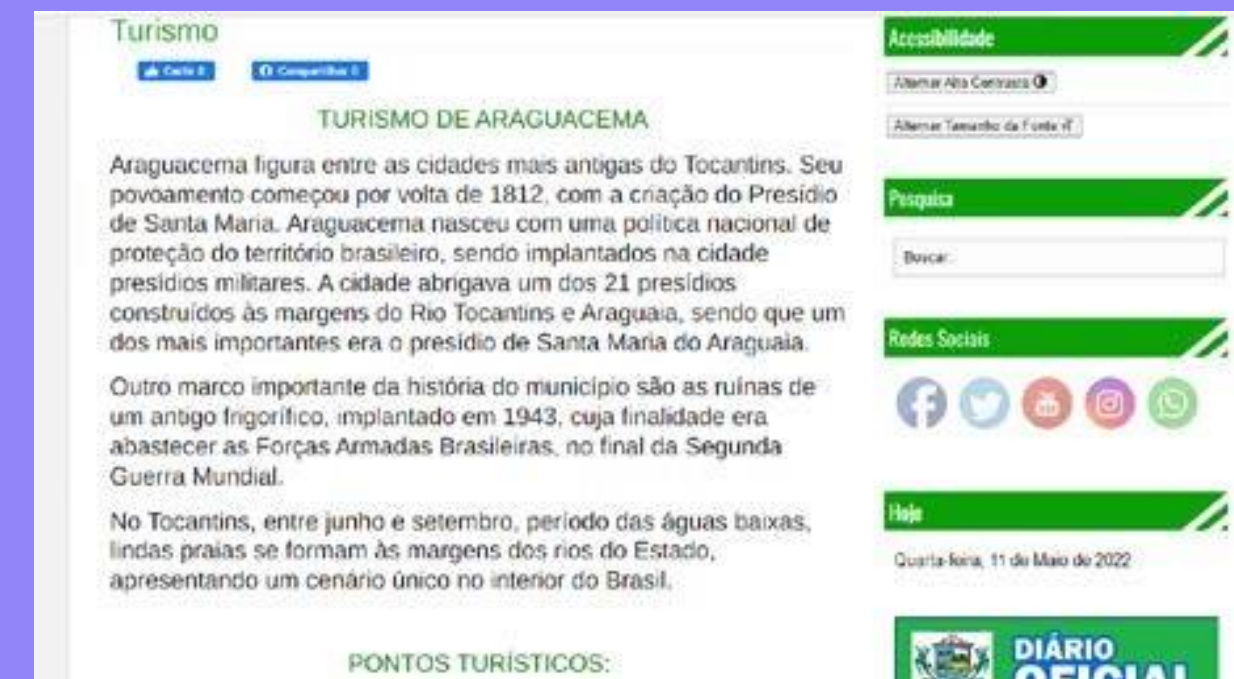 Turismo
Curtir 0
Compartilhar 0
TURISMO DE ARAGUACEMA
Araguacema figura entre as cidades mais antigas do Tocantins. Seu
povoamento começou por volta de 1812, com a criação do Presídio
de Santa Maria. Araguacema nasceu com uma política nacional de
proteção do território brasileiro, sendo implantados na cidade
presídios militares. A cidade abrigava um dos 21 presídios
construídos às margens do Rio Tocantins e Araguaia, sendo que um
dos mais importantes era o presídio de Santa Maria do Araguaia.
Outro marco importante da história do município são as ruínas de
um antigo frigorífico, implantado em 1943, cuja finalidade era
abastecer as Forças Armadas Brasileiras, no final da Segunda
Guerra Mundial.
No Tocantins, entre junho e setembro, período das águas baixas,
lindas praias se formam às margens dos rios do Estado,
apresentando um cenário único no interior do Brasil.
PONTOS TURÍSTICOS:
Acessibilidade
Alternar Alto Contraste
Alternar Tamanho da Fonte
Pesquisa
Buscar...
Redes Sociais
You
Hoje
Quarta-feira, 11 de Maio de 2022
DIÁRIO
OFICIAL